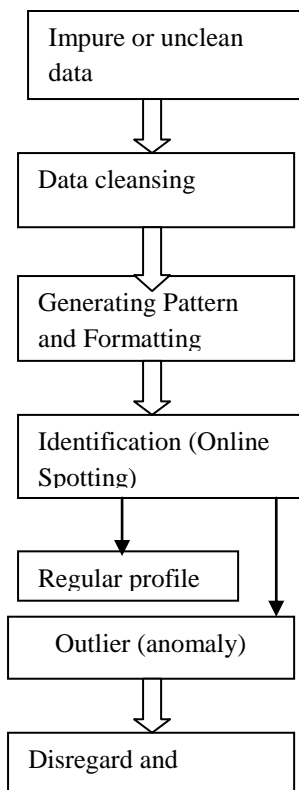 Impure or unclean
data
Data cleansing
Generating Pattern
and Formatting
Identification (Online
Spotting)
Regular profile
Outlier (anomaly)
Disregard and